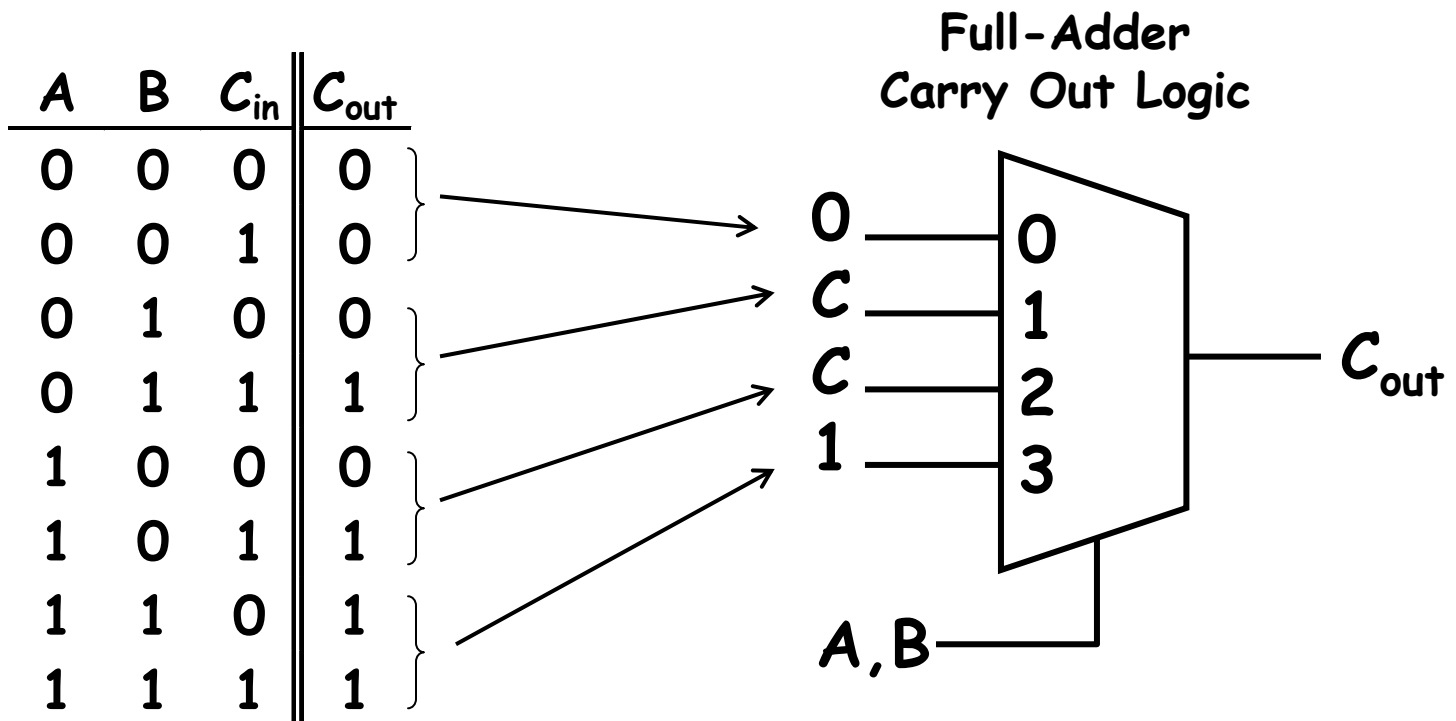 Full-Adder
Carry Out Logic
A B Cin Cout
0 0 0 0
0 0 1 0
0 1 0 0
0 1 1 1
1 0 0 0
1 0 1 1
1 1 0 1
1 1 1 1
0 0
C 1
C 2
1 3
Cout
A,B